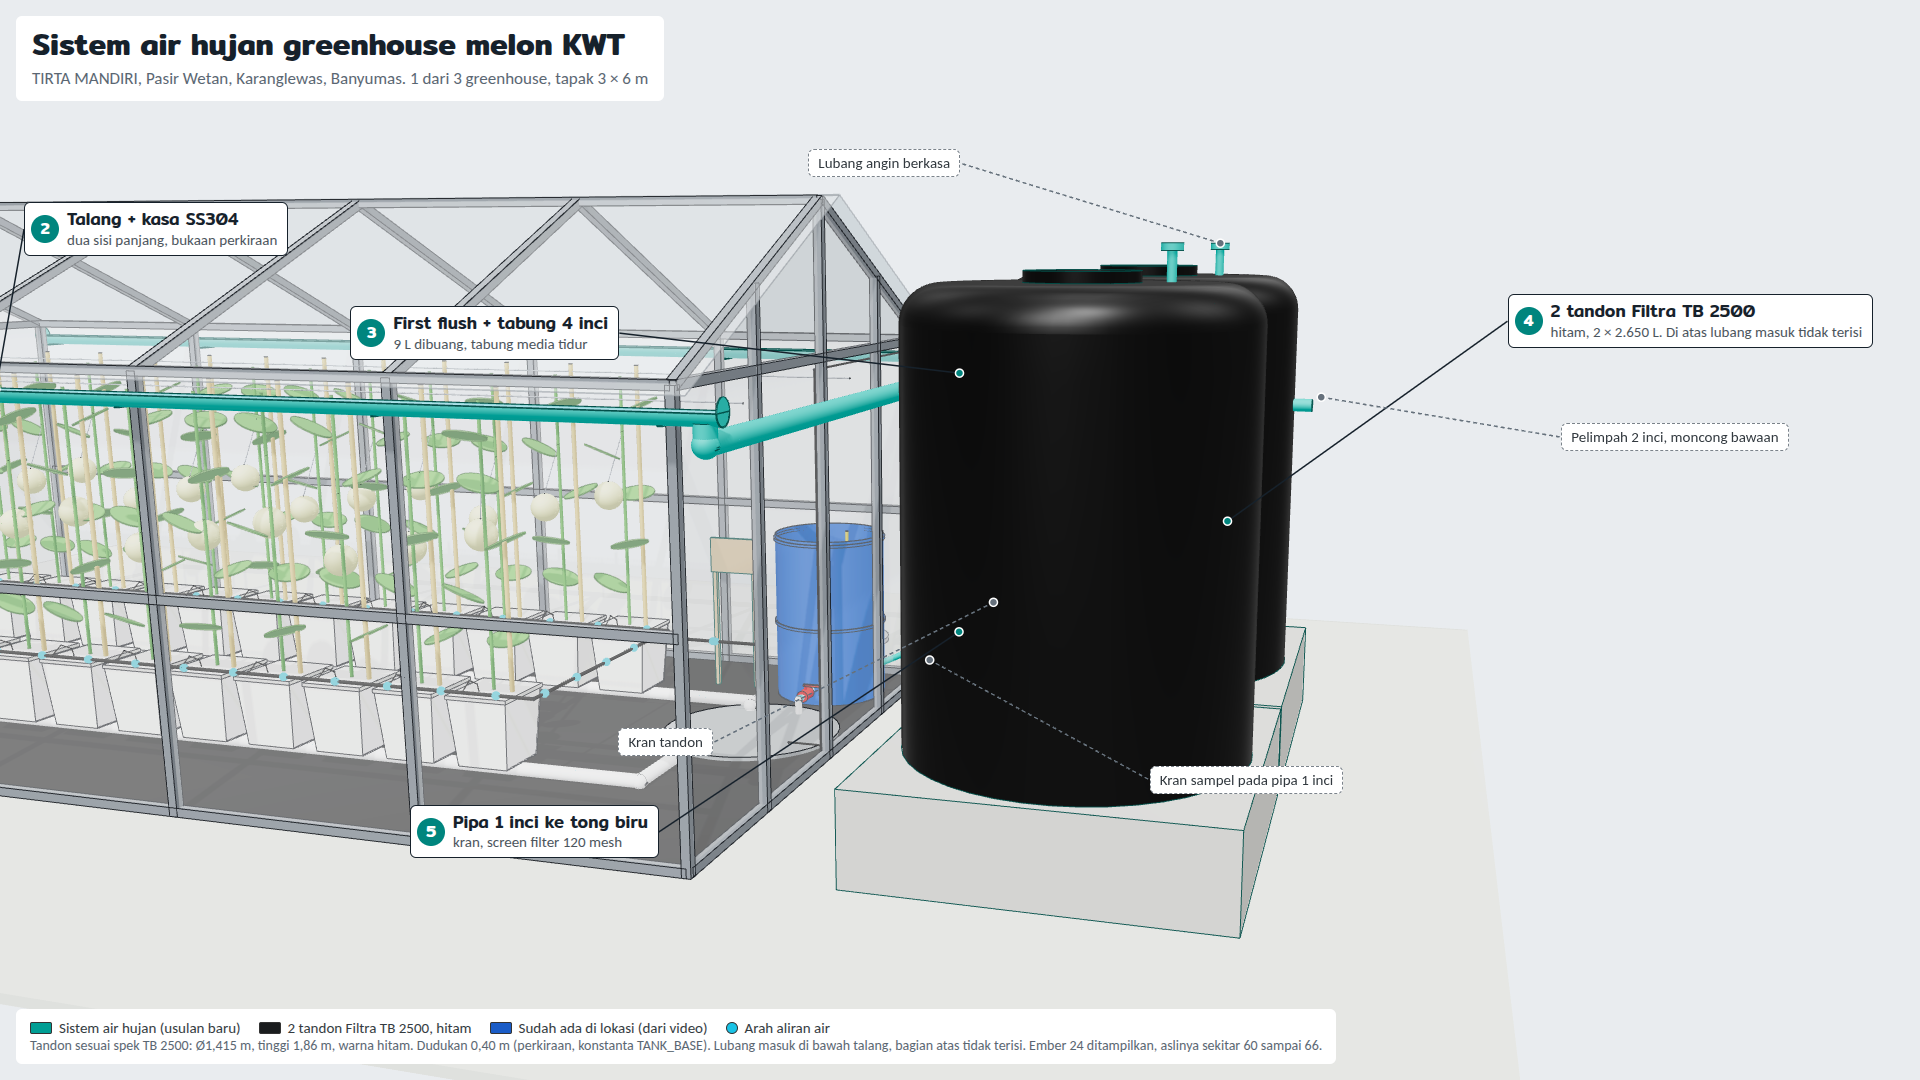 Sistem air hujan greenhouse melon KWT
TIRTA MANDIRI, Pasir Wetan, Karanglewas, Banyumas. 1 dari 3 greenhouse, tapak 3 × 6 m
Lubang angin berkasa
2
Talang + kasa SS304
dua sisi panjang, bukaan perkiraan
3
First flush + tabung 4 inci
9 L dibuang, tabung media tidur
4
2 tandon Filtra TB 2500
hitam, 2 × 2.650 L. Di atas lubang masuk tidak terisi
Pelimpah 2 inci, moncong bawaan
Kran tandon
Kran sampel pada pipa 1 inci
5
Pipa 1 inci ke tong biru
kran, screen filter 120 mesh
Sistem air hujan (usulan baru)
2 tandon Filtra TB 2500, hitam
Sudah ada di lokasi (dari video)
Arah aliran air
Tandon sesuai spek TB 2500: Ø1,415 m, tinggi 1,86 m, warna hitam. Dudukan 0,40 m (perkiraan, konstanta TANK_BASE). Lubang masuk di bawah talang, bagian atas tidak terisi. Ember 24 ditampilkan, aslinya sekitar 60 sampai 66.